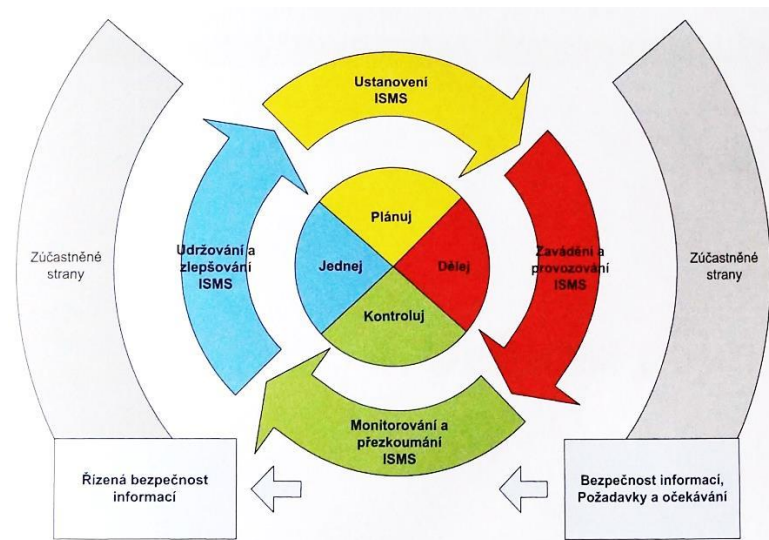 Ustanovení
ISMS
Plánuj
Zúčastněné
strany
Udržování a
zlepšování
ISMS
Jednej
Dělej
Zavádění a
provozování
ISMS
Zúčastněné
strany
Kontroluj
Monitorování a
přezkoumání
ISMS
Řízená bezpečnost
informací
Bezpečnost informací,
Požadavky a očekávání